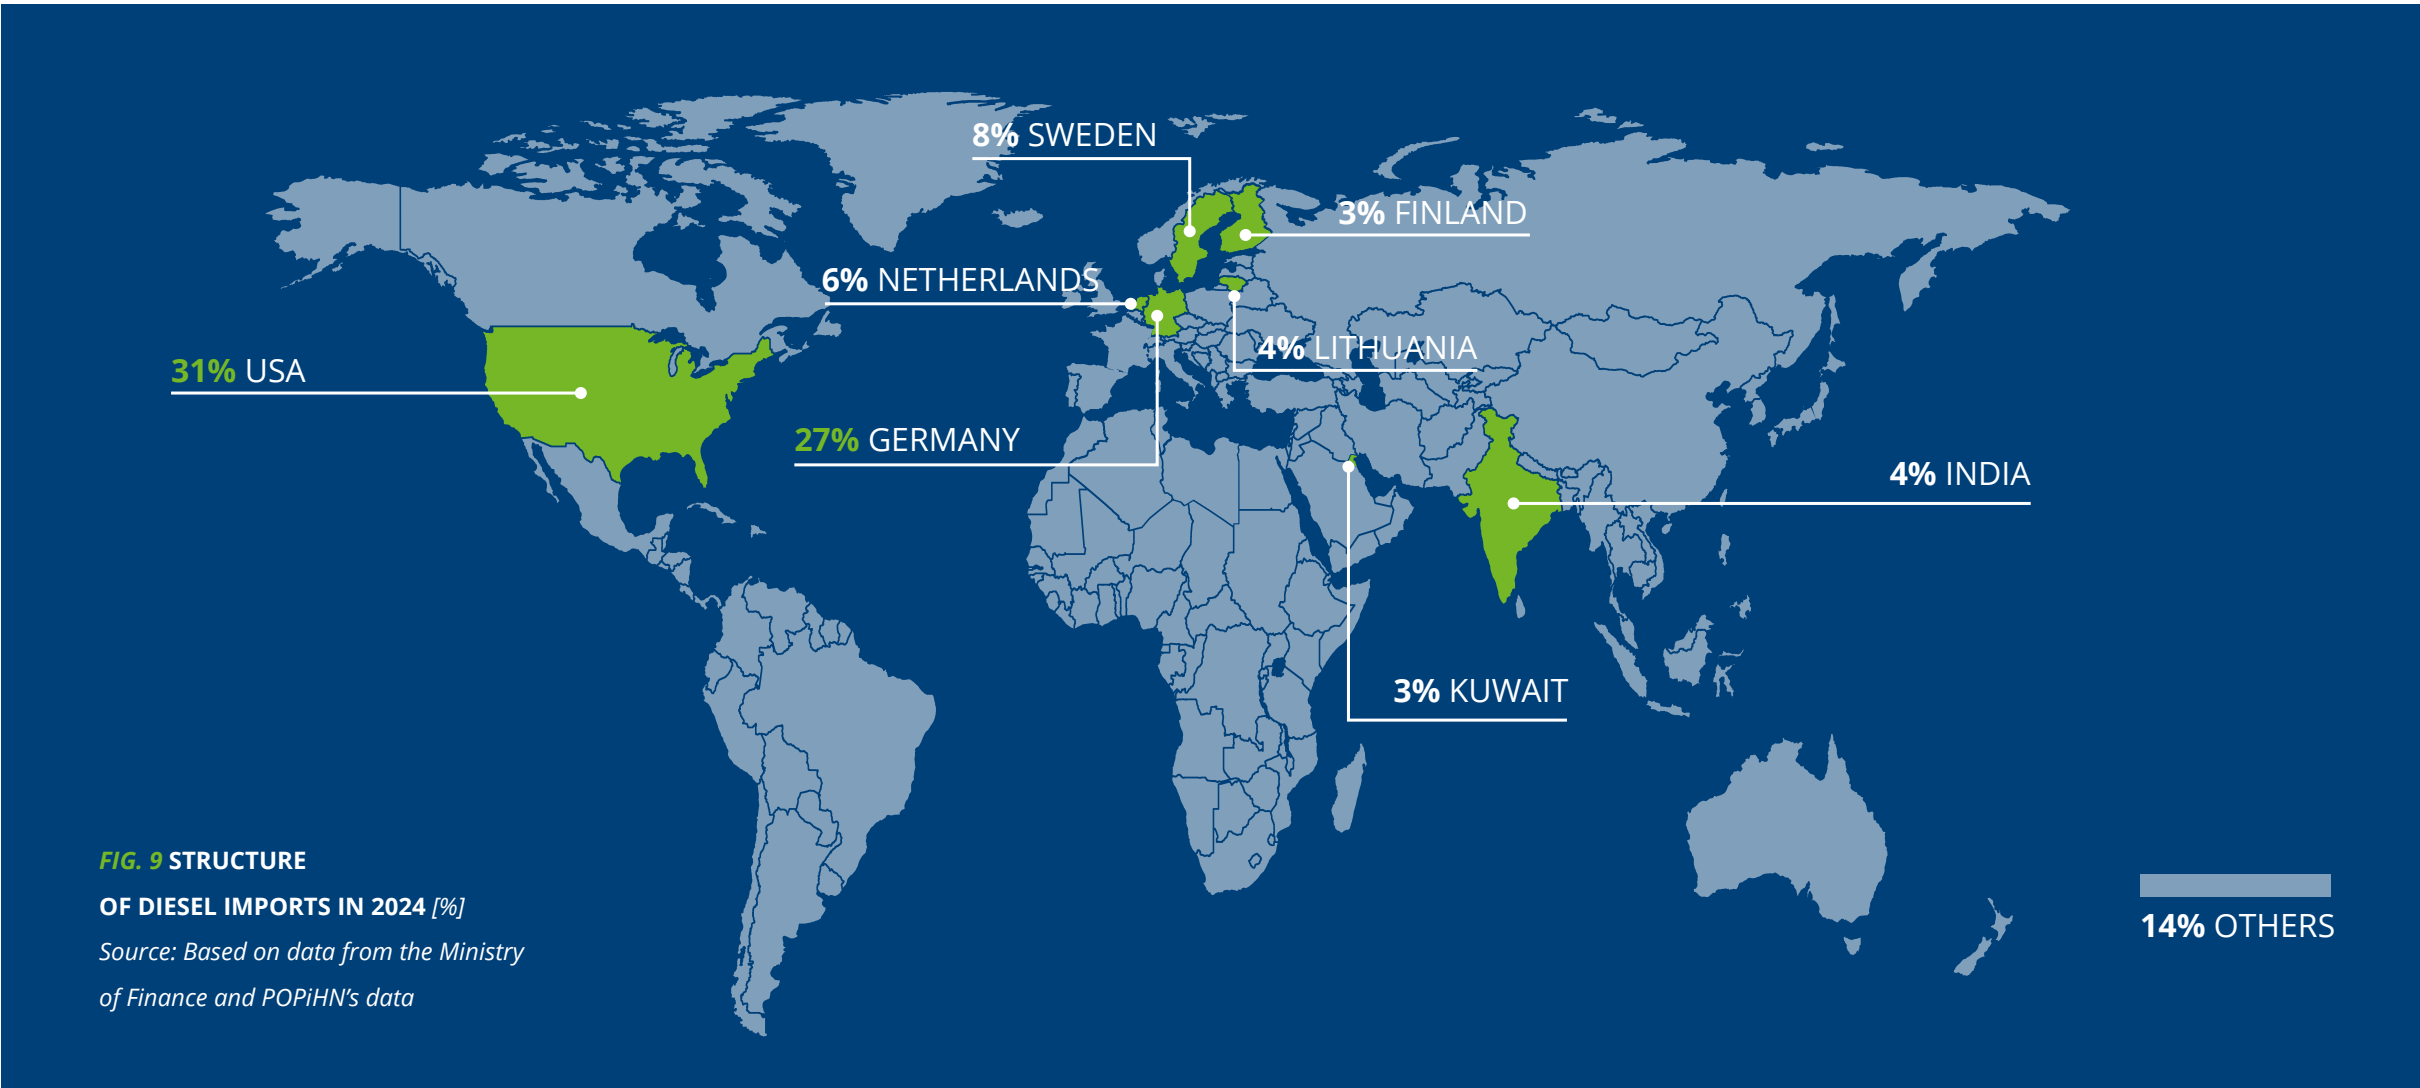 8% SWEDEN
3% FINLAND
6% NETHERLANDS
4% LITHUANIA
31% USA
27% GERMANY
4% INDIA
3% KUWAIT
FIG. 9 STRUCTURE
OF DIESEL IMPORTS IN 2024 [%]
Source: Based on data from the Ministry
of Finance and POPiHN’s data
14% OTHERS